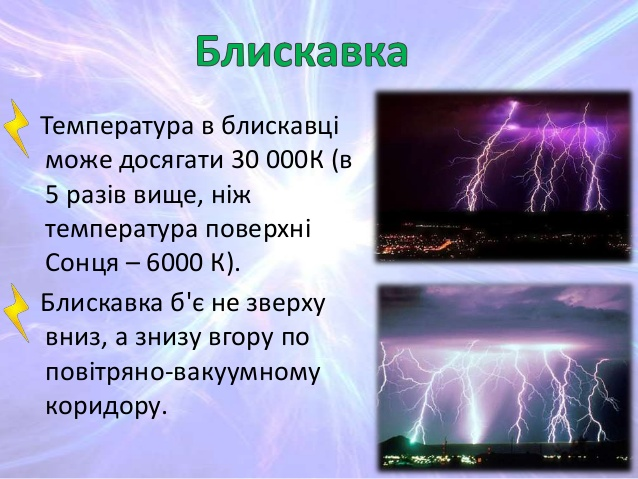 Блискавка
Температура в блискавці
може досягати 30 000К (в
5 разів вище, ніж
температура поверхні
Сонця – 6000 К).
Блискавка б'є не зверху
вниз, а знизу вгору по
повітряно-вакуумному
коридору.